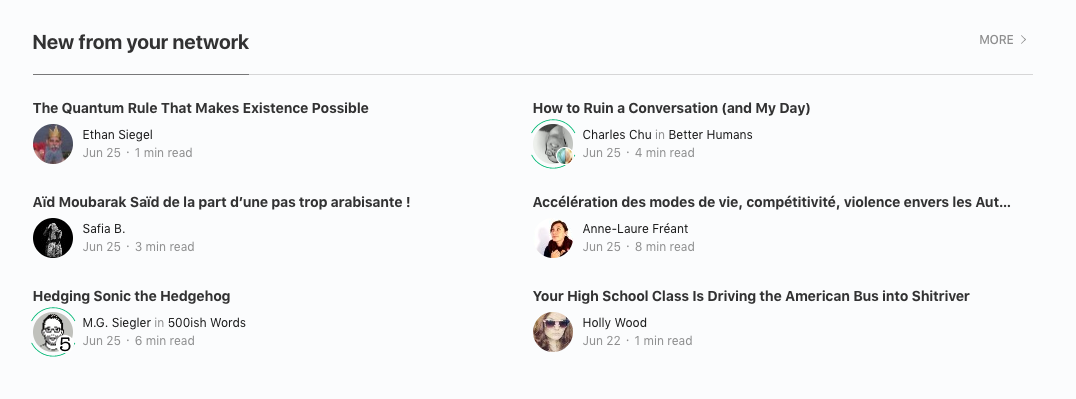 New from your network
MORE
The Quantum Rule That Makes Existence Possible
Ethan Siegel
Jun 25 · 1 min read
How to Ruin a Conversation (and My Day)
Charles Chu in Better Humans
Jun 25 · 4 min read
Aïd Moubarak Saïd de la part d’une pas trop arabisante !
Safia B.
Jun 25 · 3 min read
Accélération des modes de vie, compétitivité, violence envers les Aut...
Anne-Laure Fréant
Jun 25 · 8 min read
Hedging Sonic the Hedgehog
M.G. Siegler in 500ish Words
5
Jun 25 · 6 min read
Your High School Class Is Driving the American Bus into Shitriver
Holly Wood
Jun 22 · 1 min read